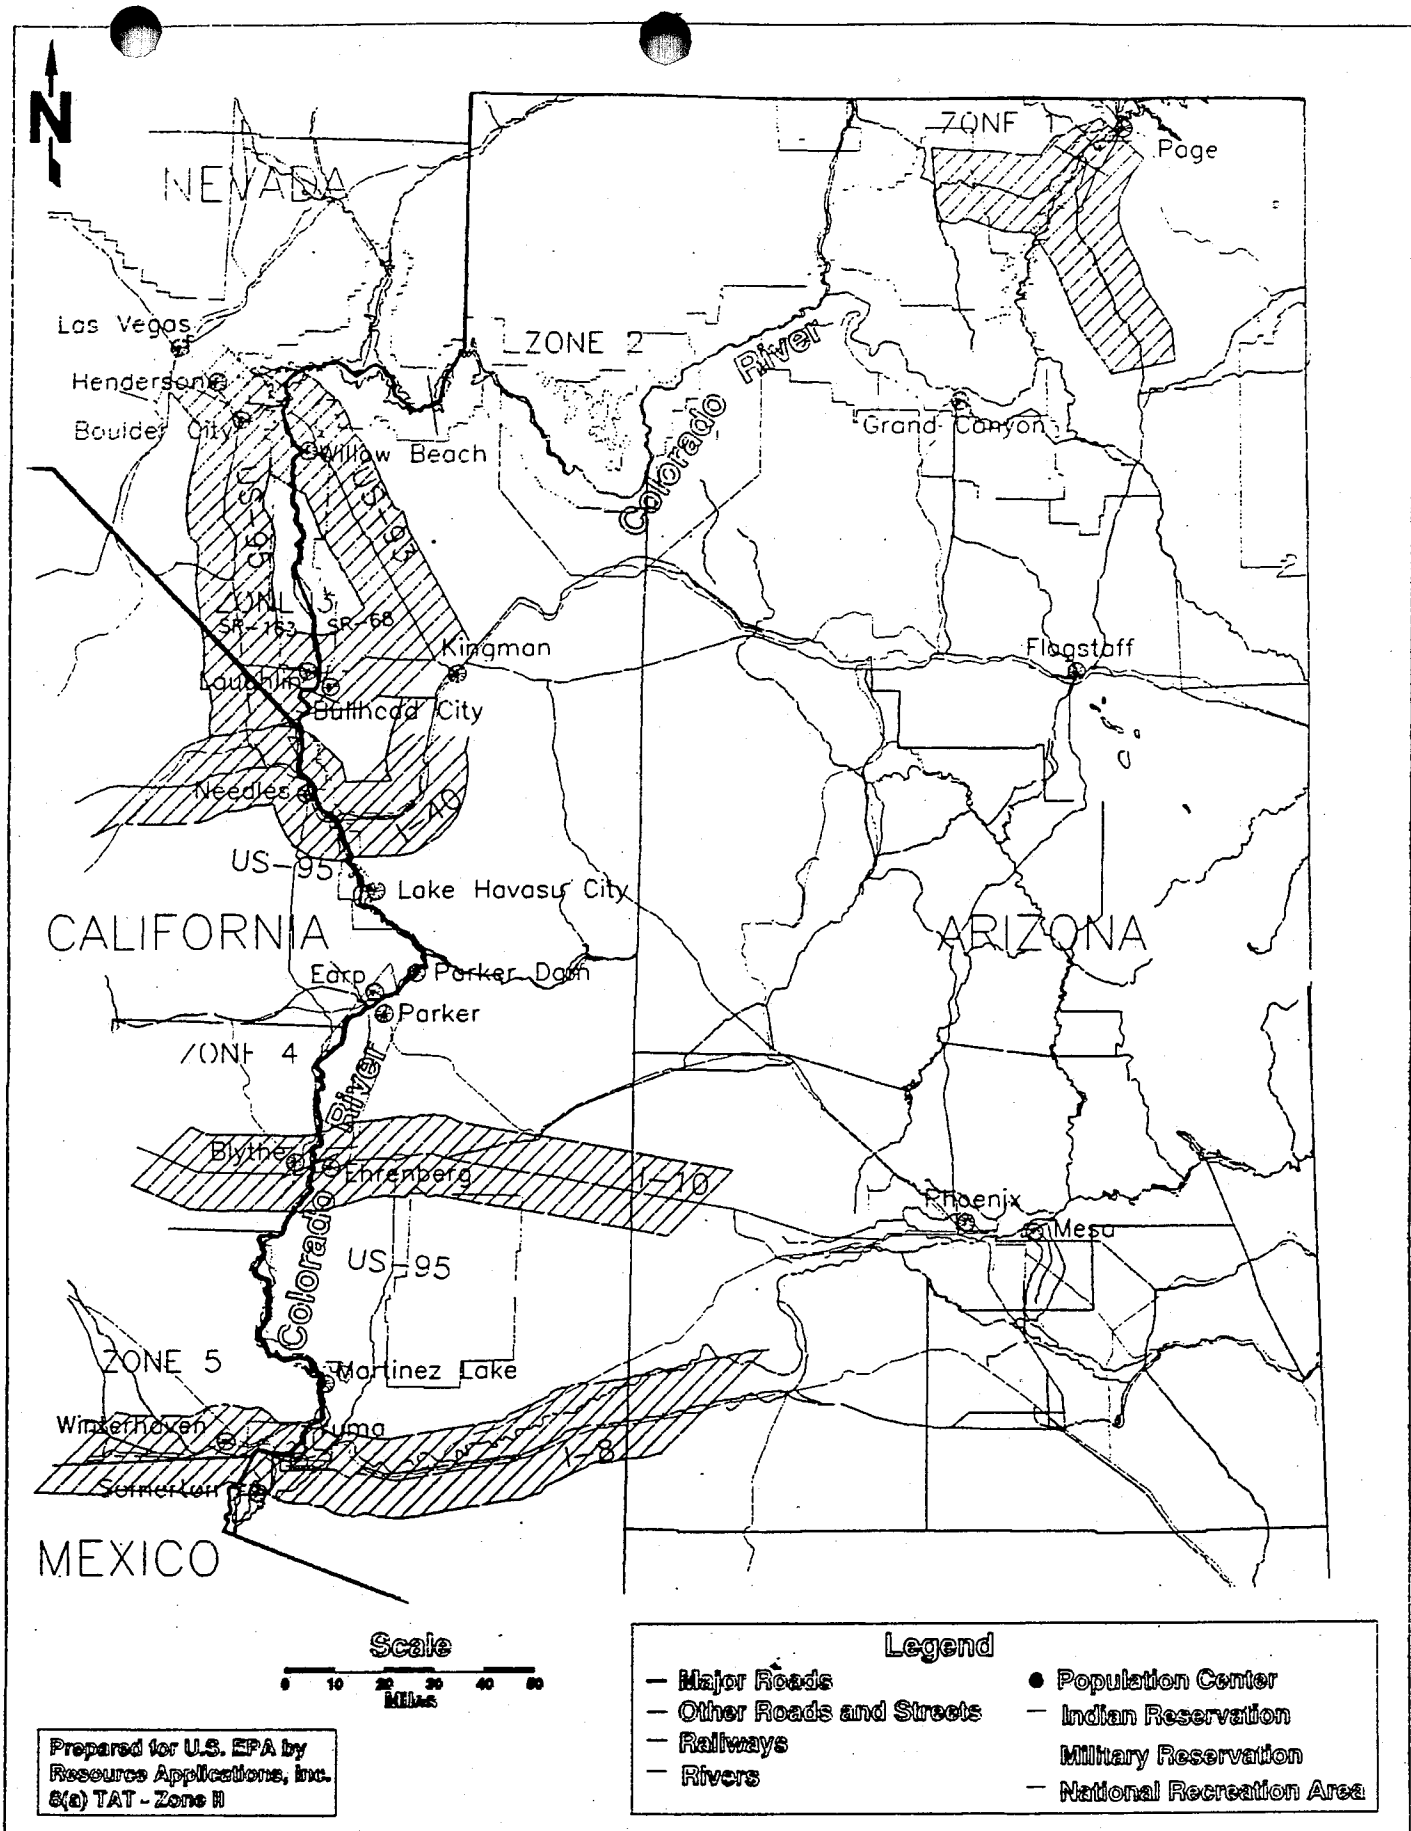 N
NEVADA
ZONE 1
Page
Las Vegas
ZONE 2
Colorado River
Henderson
Boulder City
Grand Canyon
Willow Beach
US-95
US-93
ZONE 3
SR-163
SR-68
Kingman
Flagstaff
Laughlin
Bullhead City
Needles
I-40
US-95
Lake Havasu City
CALIFORNIA
ARIZONA
Earp
Parker Dam
Parker
ZONE 4
Colorado River
Blythe
Ehrenberg
I-10
Phoenix
Mesa
US-95
ZONE 5
Martinez Lake
Winterhaven
Yuma
I-8
Somerton
MEXICO
Scale
0 10 20 30 40 50
Miles
Legend
Major Roads
Other Roads and Streets
Railways
Rivers
Population Center
Indian Reservation
Military Reservation
National Recreation Area
Prepared for U.S. EPA by
Resource Applications, Inc.
8(a) TAT - Zone II